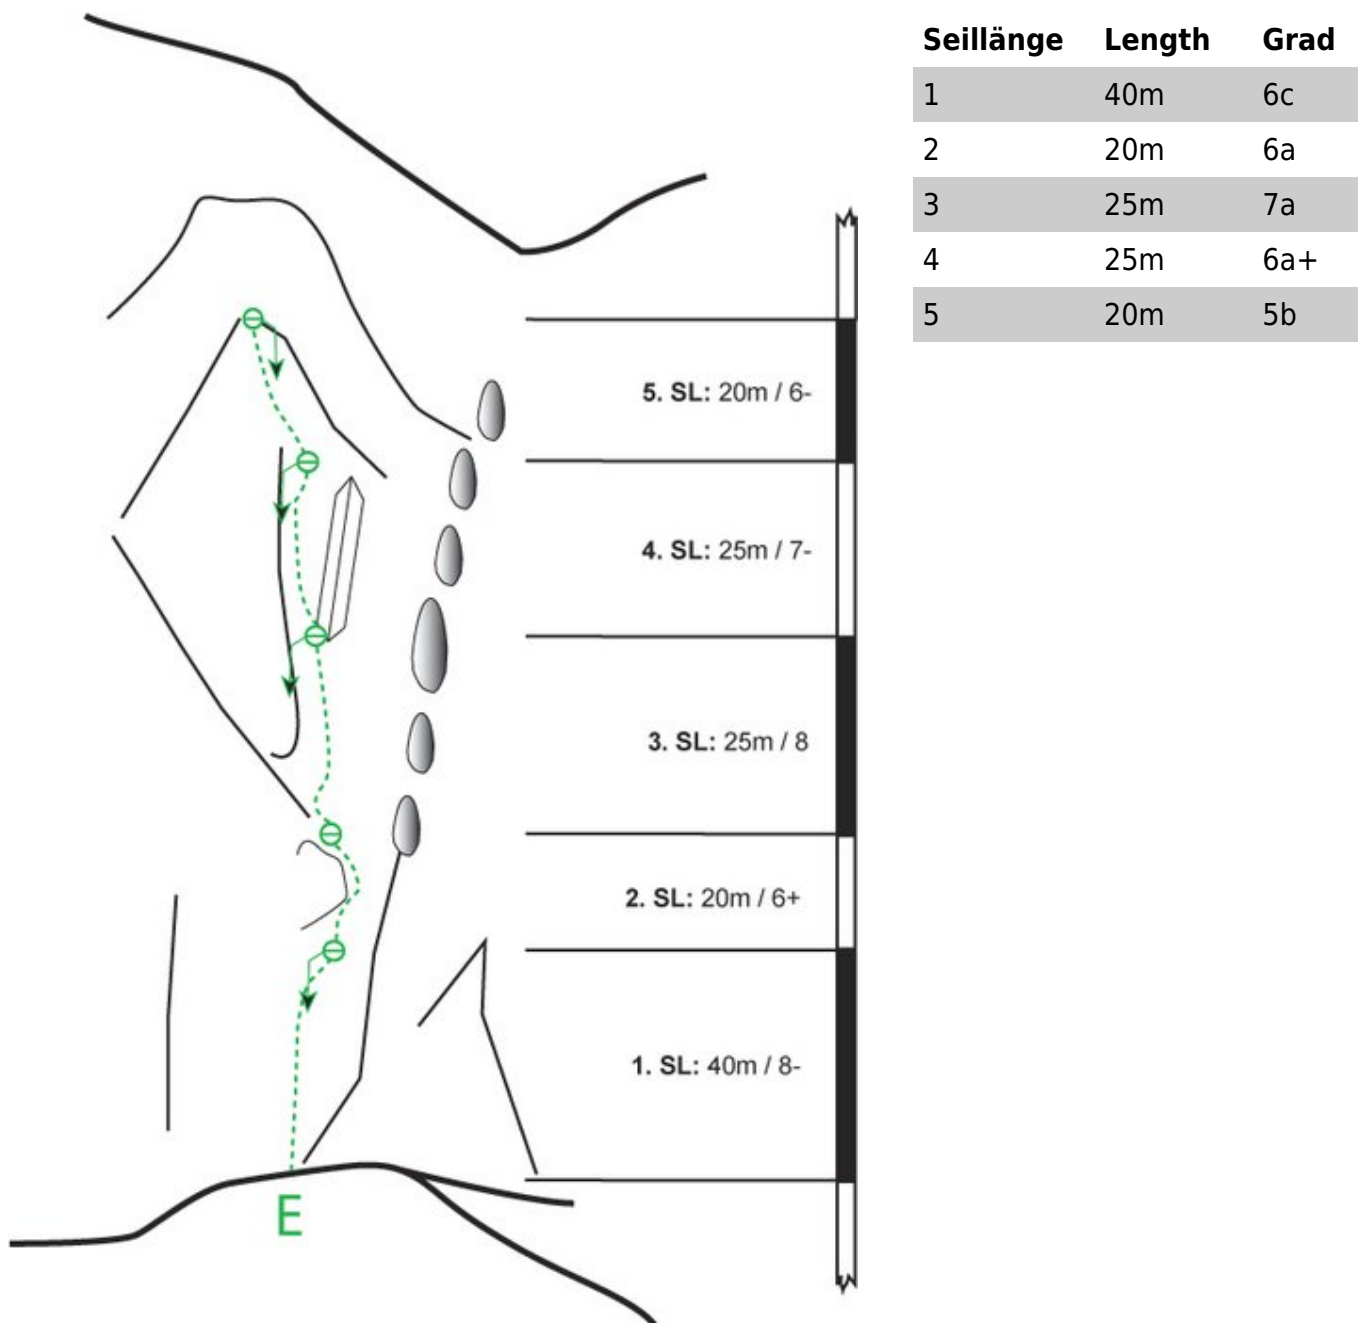 Seillänge Length Grad
1 40m 6c
2 20m 6a
3 25m 7a
4 25m 6a+
5 20m 5b
5. SL: 20m / 6-
4. SL: 25m / 7-
3. SL: 25m / 8
2. SL: 20m / 6+
1. SL: 40m / 8-
E